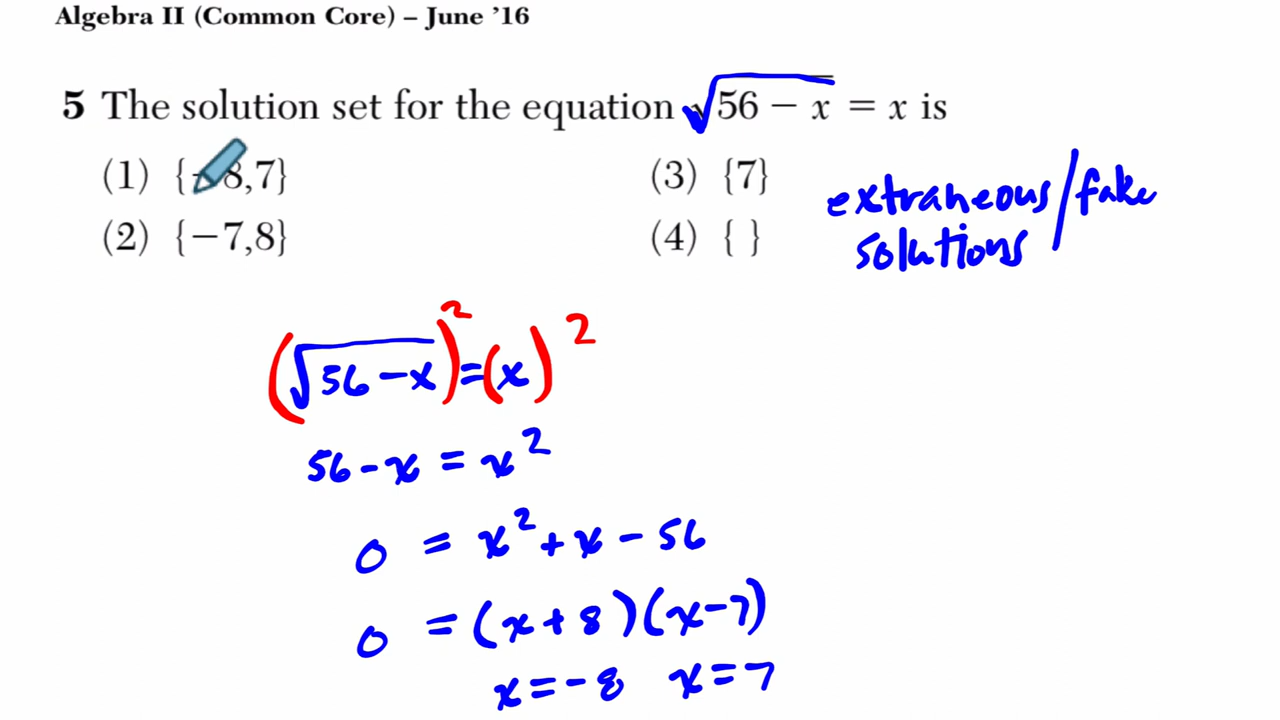 Algebra II (Common Core) – June ’16
5 The solution set for the equation √56 − x = x is
(1) {−8,7} (3) {7}
(2) {−7,8} (4) { }
extraneous/fake
solutions
(√56-x)² = (x)²
56-x = x²
0 = x²+x-56
0 = (x+8)(x-7)
x=-8 x=7